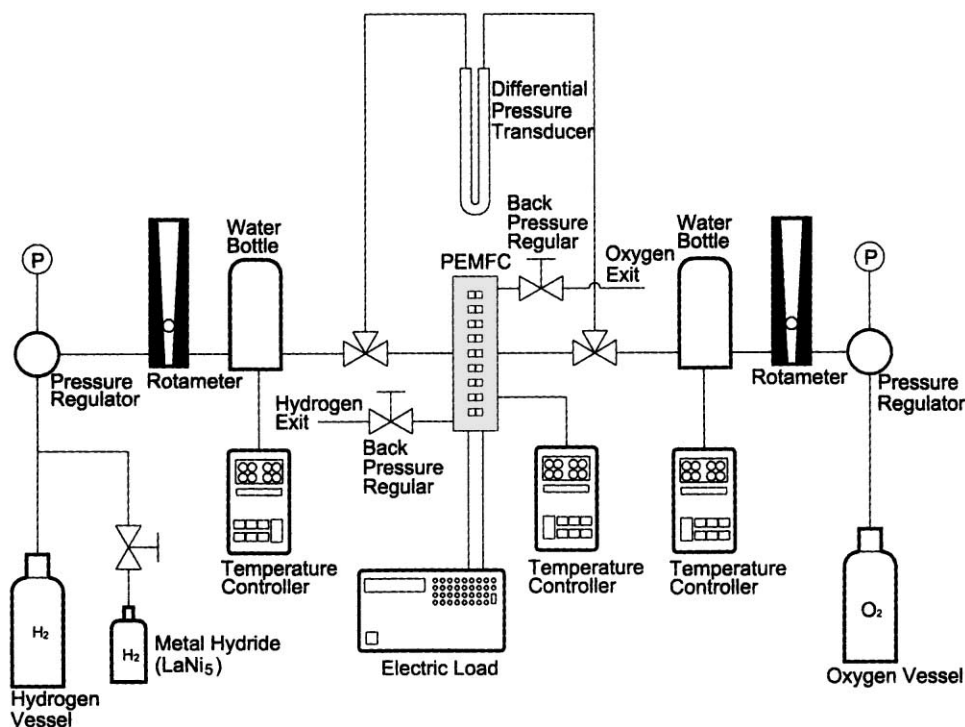 Differential
Pressure
Transducer
Back
Pressure
Regular
Water
Bottle
Water
Bottle
PEMFC
Oxygen
Exit
P
P
Pressure
Regulator
Rotameter
Rotameter
Pressure
Regulator
Hydrogen
Exit
Back
Pressure
Regular
Temperature
Controller
Temperature
Controller
Temperature
Controller
H2
H2
Metal Hydride
(LaNi5)
O2
Electric Load
Oxygen Vessel
Hydrogen
Vessel